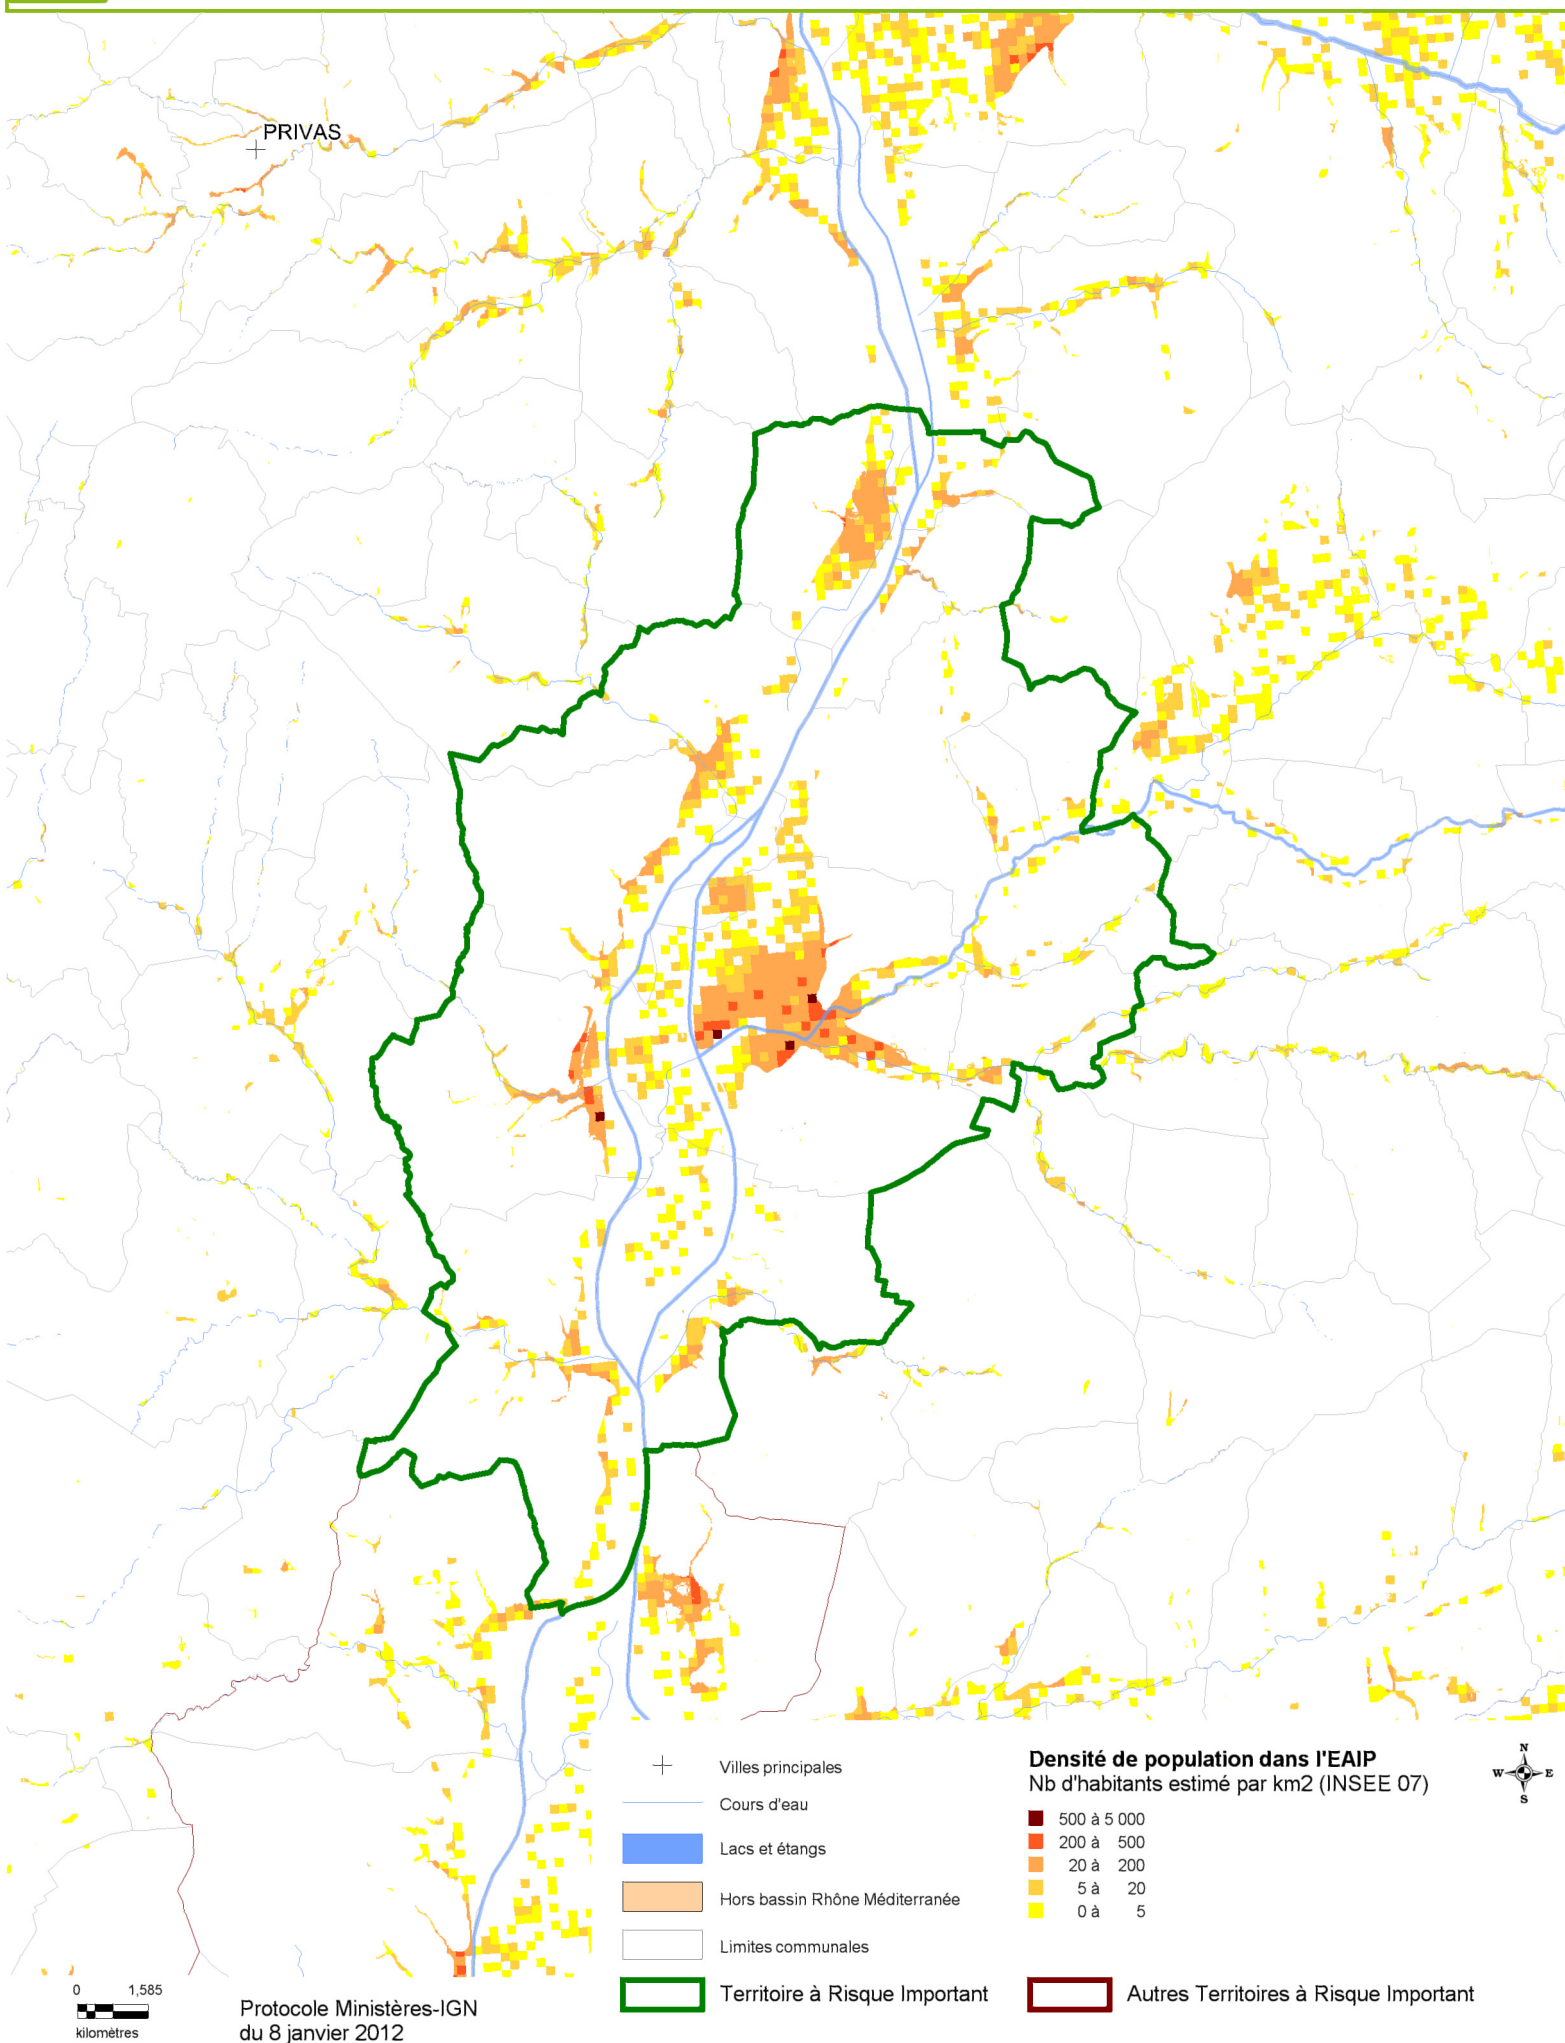 PRIVAS
Villes principales
Cours d'eau
Lacs et étangs
Hors bassin Rhône Méditerranée
Limites communales
Territoire à Risque Important
Densité de population dans l'EAIP
Nb d'habitants estimé par km2 (INSEE 07)
500 à 5 000
200 à 500
20 à 200
5 à 20
0 à 5
Autres Territoires à Risque Important
N
W E
S
0 1,585
kilomètres
Protocole Ministères-IGN
du 8 janvier 2012